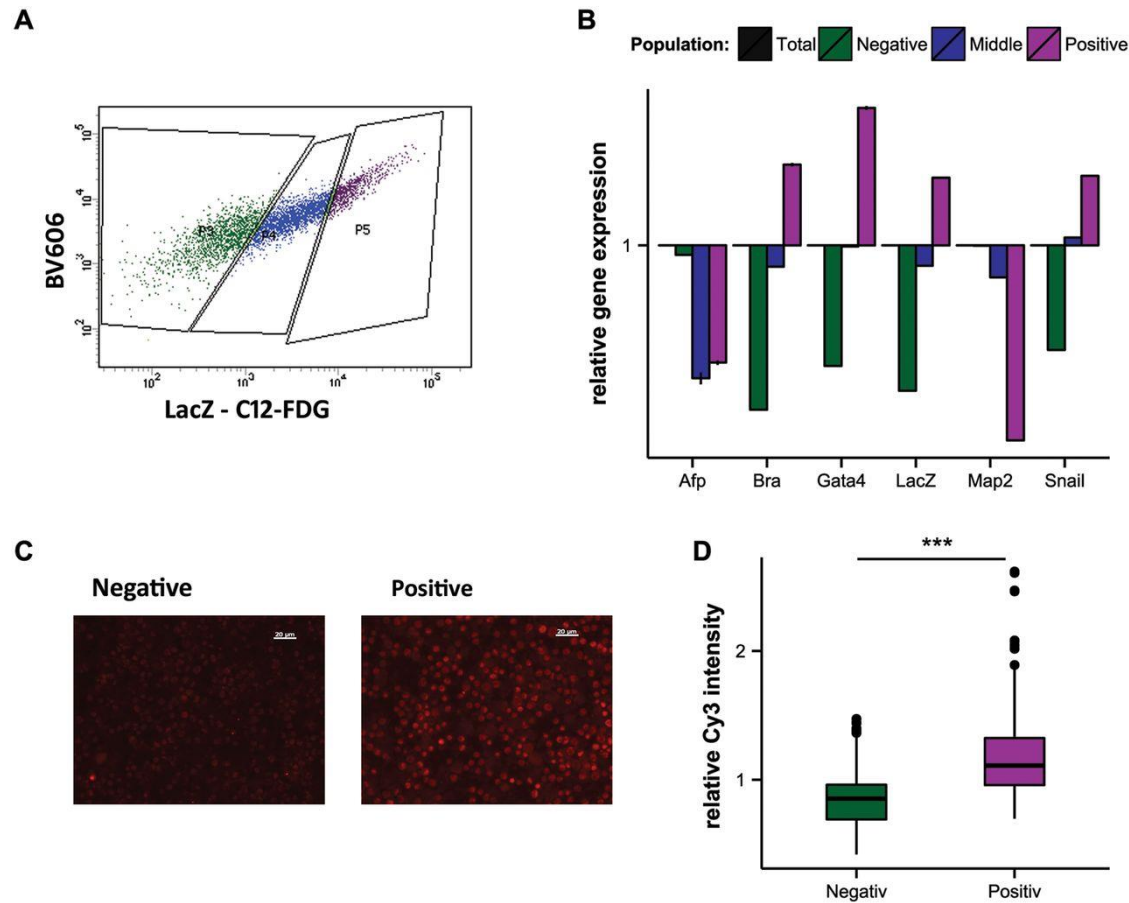 A
BV606
10^5
10^4
10^3
10^2
P3
P4
P5
10^2
10^3
10^4
10^5
LacZ - C12-FDG
B
Population: Total Negative Middle Positive
relative gene expression
1
Afp Bra Gata4 LacZ Map2 Snail
C
Negative
Positive
20 µm
20 µm
D
***
relative Cy3 intensity
2
1
Negativ Positiv